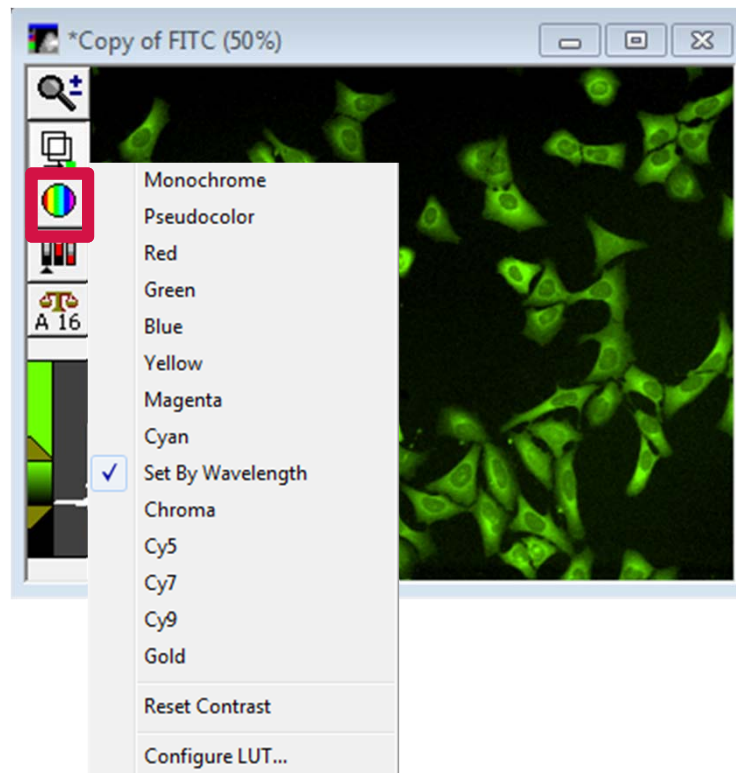 *Copy of FITC (50%)
A 16
Monochrome
Pseudocolor
Red
Green
Blue
Yellow
Magenta
Cyan
Set By Wavelength
Chroma
Cy5
Cy7
Cy9
Gold
Reset Contrast
Configure LUT...